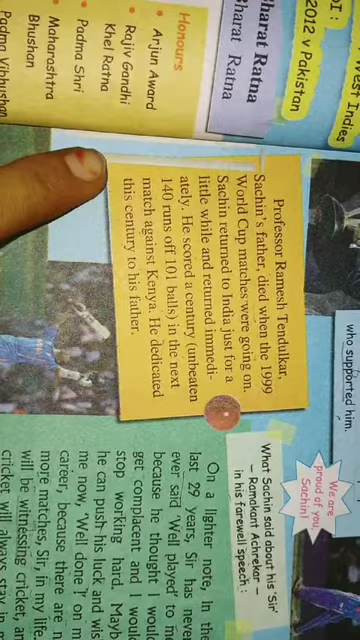 West Indies
2012 v Pakistan
Bharat Ratna
Bharat Ratna
Honours
• Arjun Award
• Rajiv Gandhi
Khel Ratna
• Padma Shri
• Maharashtra
Bhushan
Padma Vibhushan
who supported him.
Professor Ramesh Tendulkar,
Sachin's father, died when the 1999
World Cup matches were going on.
Sachin returned to India just for a
little while and returned immedi-
ately. He scored a century (unbeaten
140 runs off 101 balls) in the next
match against Kenya. He dedicated
this century to his father.
We are
proud of you,
Sachin!
What Sachin said about his 'Sir'
– Ramakant Achrekar –
in his farewell speech :
On a lighter note, in the
last 29 years, Sir has never
ever said 'Well played' to me
because he thought I would
get complacent and I would
stop working hard. Mayb
he can push his luck and wis
me now, 'Well done'! on m
career, because there are n
more matches, Sir, in my life.
will be witnessing cricket, an
cricket will always stay in